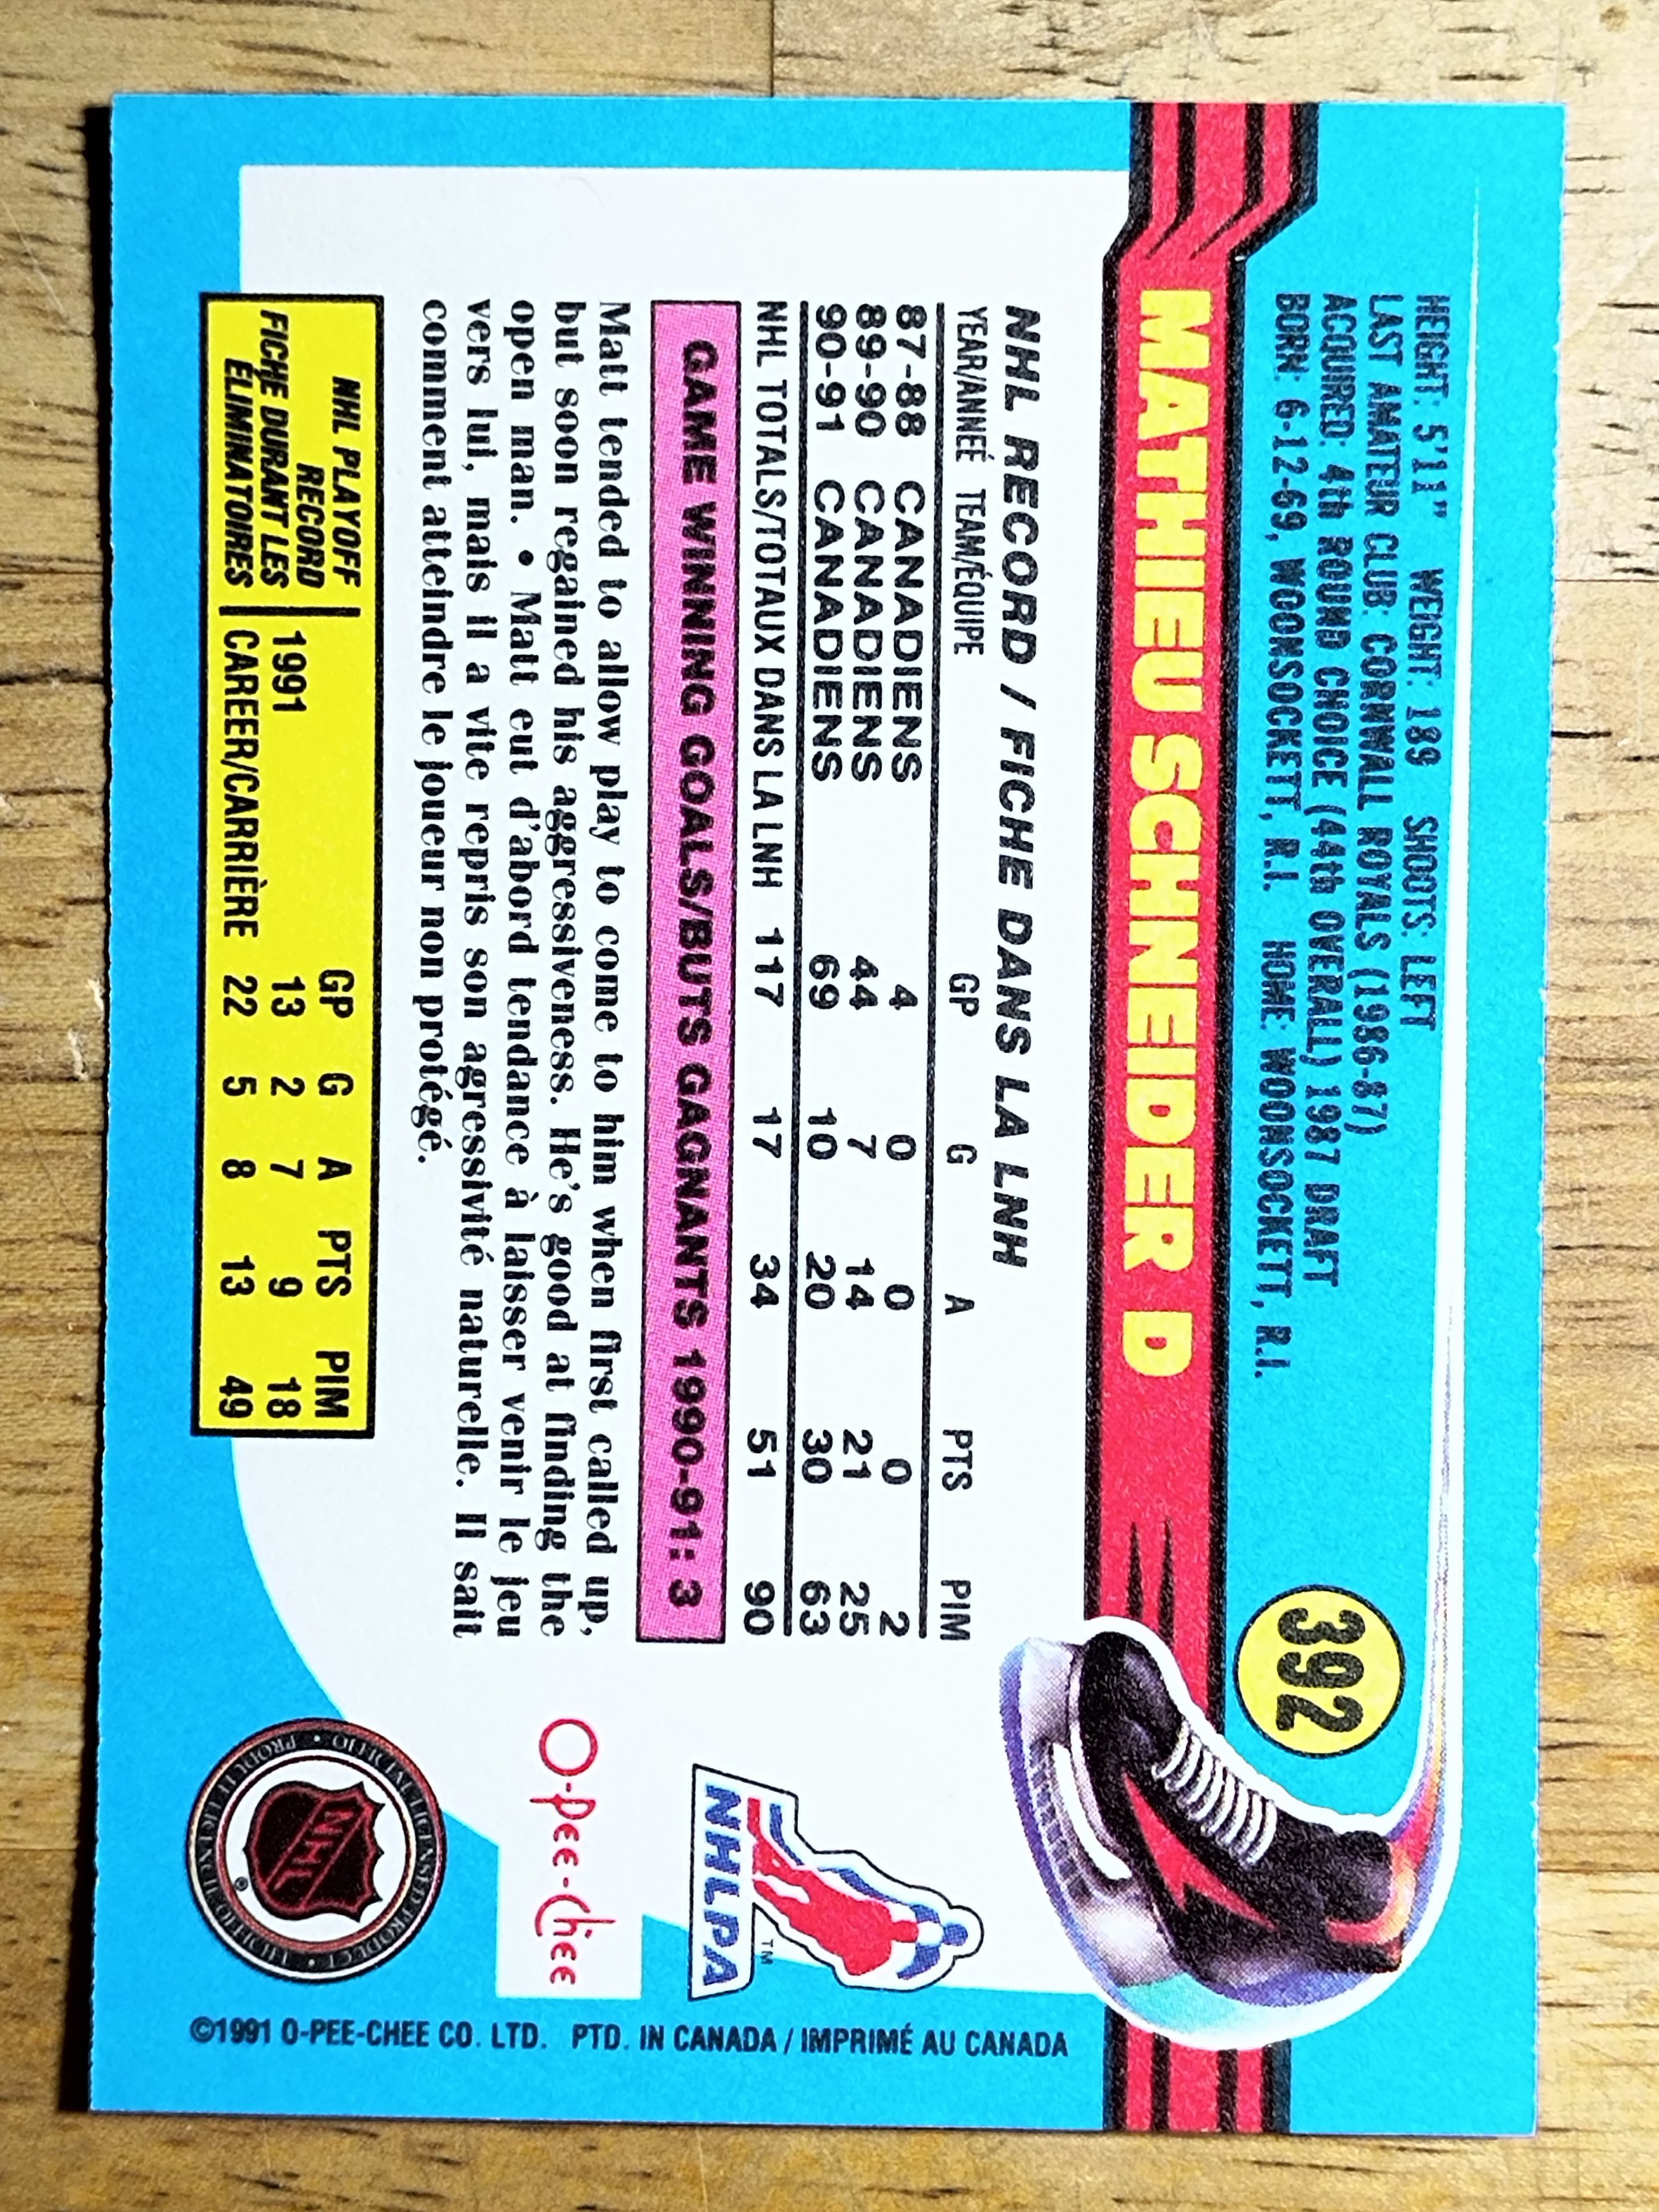 HEIGHT: 5'11" WEIGHT: 189 SHOOTS: LEFT
LAST AMATEUR CLUB: CORNWALL ROYALS (1986-87)
ACQUIRED: 4th ROUND CHOICE (44th OVERALL) 1987 DRAFT
BORN: 6-12-69, WOONSOCKETT, R.I. HOME: WOONSOCKETT, R.I.
392
MATHIEU SCHNEIDER D
NHL RECORD / FICHE DANS LA LNH
YEAR/ANNEÉ TEAM/ÉQUIPE GP G A PTS PIM
87-88 CANADIENS 4 0 0 0 2
89-90 CANADIENS 44 7 14 21 25
90-91 CANADIENS 69 10 20 30 63
NHL TOTALS/TOTAUX DANS LA LNH 117 17 34 51 90
GAME WINNING GOALS/BUTS GAGNANTS 1990-91: 3
Matt tended to allow play to come to him when first called up,
but soon regained his aggressiveness. He's good at finding the
open man. • Matt eut d'abord tendance à laisser venir le jeu
vers lui, mais il a vite repris son agressivité naturelle. Il sait
comment atteindre le joueur non protégé.
NHL PLAYOFF
RECORD
FICHE DURANT LES
ÉLIMINATOIRES
GP G A PTS PIM
1991 13 2 7 9 18
CAREER/CARRIÈRE 22 5 8 13 49
NHLPA
TM
O-Pee-Chee
NHL
®
OFFICIAL LICENSED PRODUCT • LICENCIÉ
PRODUIT • OFFICIEL
©1991 O-PEE-CHEE CO. LTD. PTD. IN CANADA / IMPRIMÉ AU CANADA